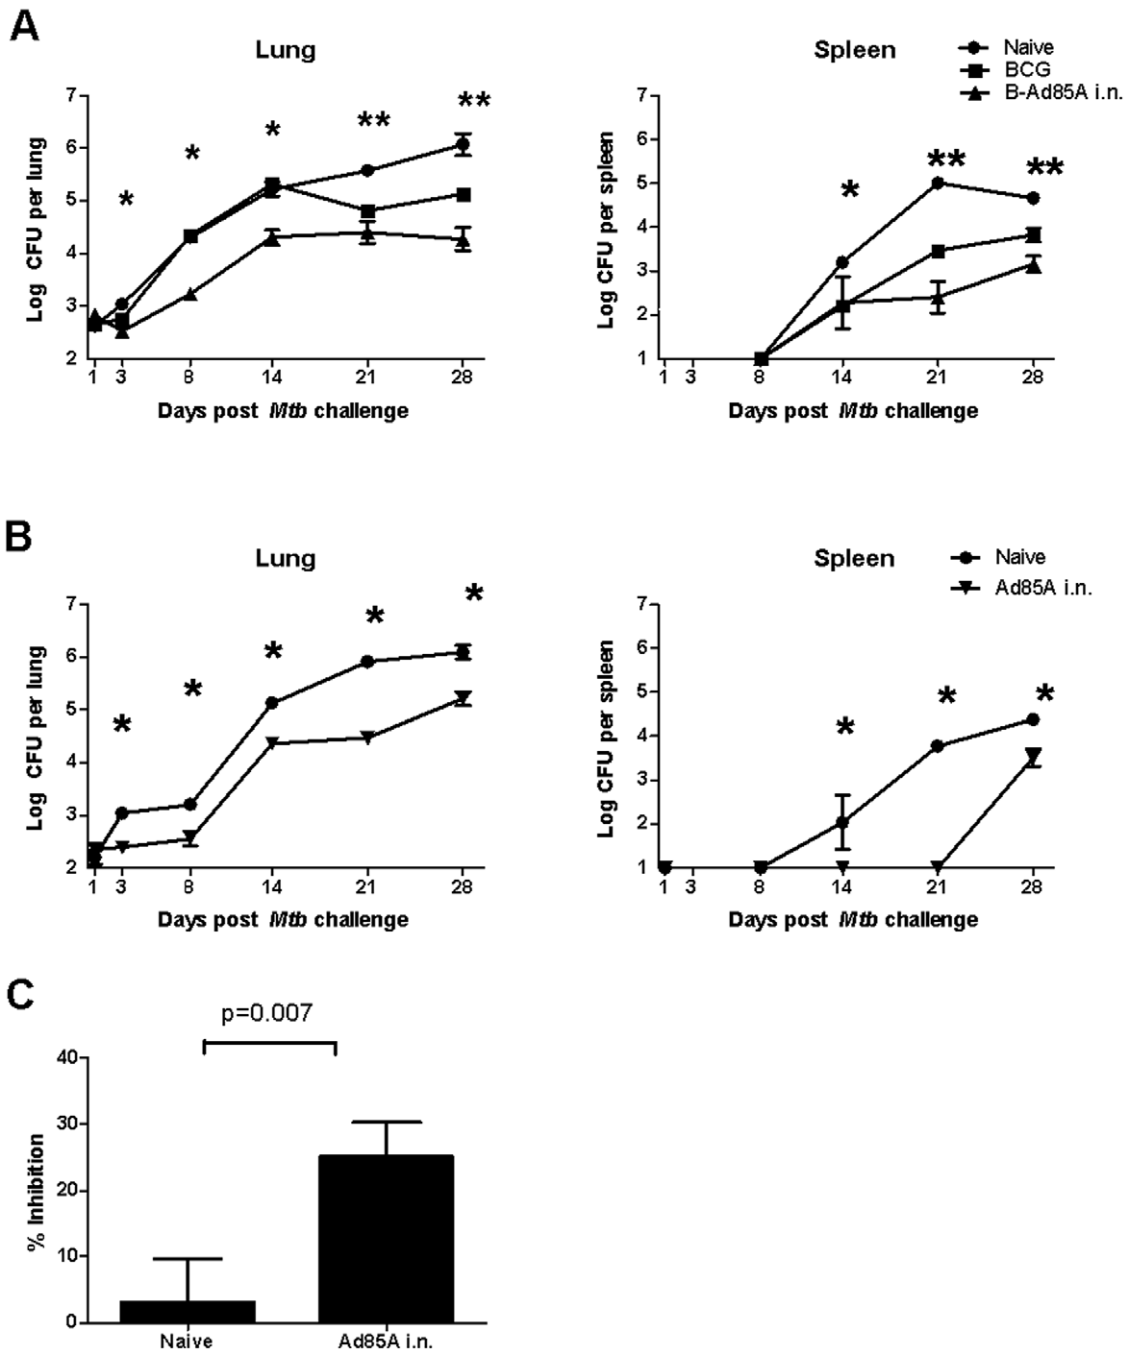 A
Lung
Spleen
Naive
BCG
B-Ad85A i.n.
Log CFU per lung
7
6
5
4
3
2
*
*
*
**
**
1 3 8 14 21 28
Days post Mtb challenge
Log CFU per spleen
7
6
5
4
3
2
1
*
**
**
1 3 8 14 21 28
Days post Mtb challenge
B
Lung
Spleen
Naive
Ad85A i.n.
Log CFU per lung
7
6
5
4
3
2
*
*
*
*
*
1 3 8 14 21 28
Days post Mtb challenge
Log CFU per spleen
7
6
5
4
3
2
1
*
*
*
1 3 8 14 21 28
Days post Mtb challenge
C
p=0.007
% Inhibition
40
30
20
10
0
Naive
Ad85A i.n.